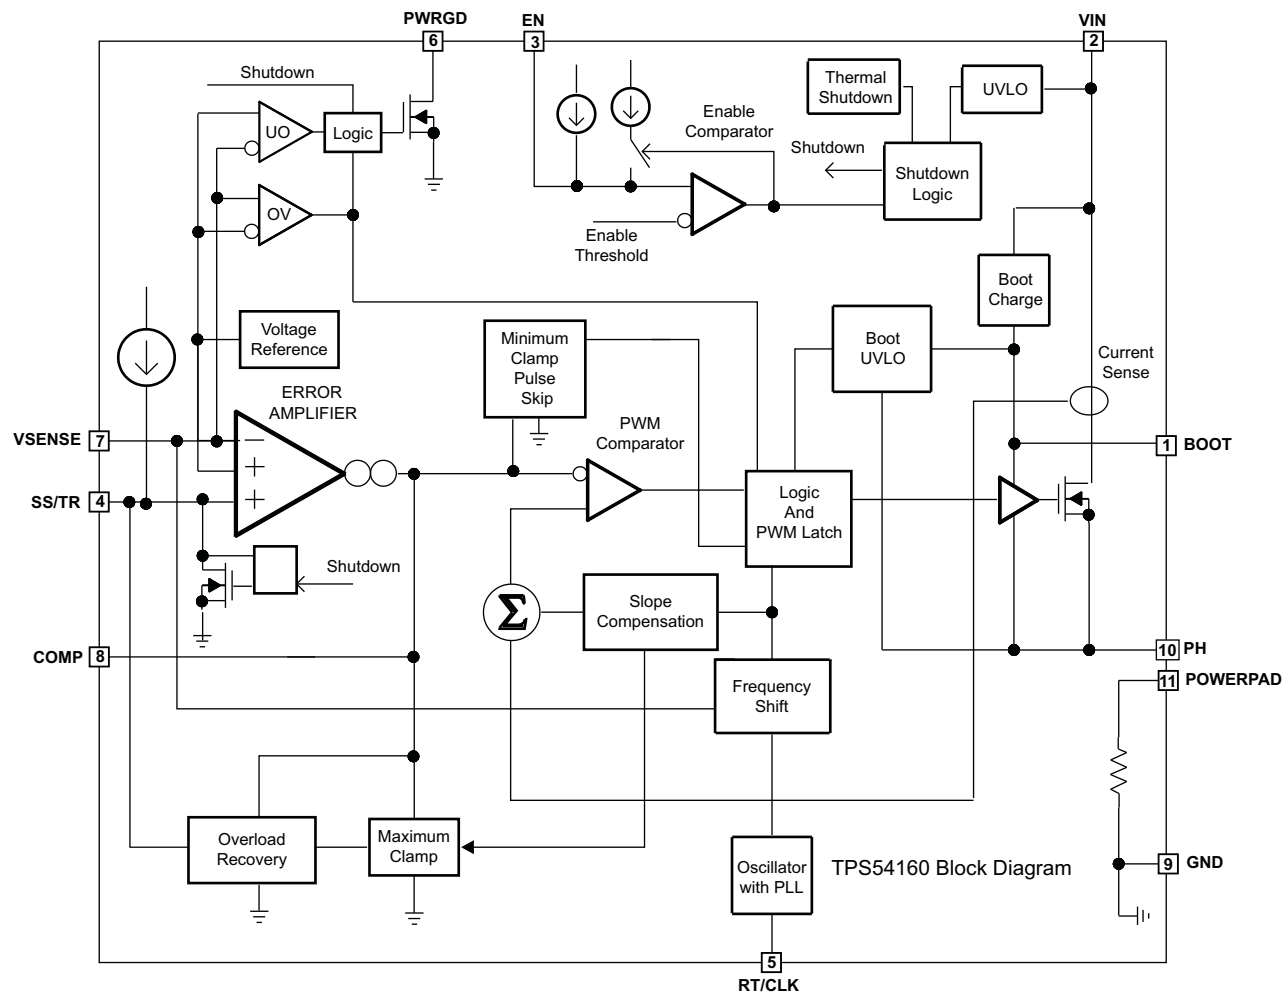 PWRGD
6
EN
3
VIN
2
Shutdown
UO
Logic
OV
Enable
Comparator
Enable
Threshold
Thermal
Shutdown
UVLO
Shutdown
Shutdown
Logic
Boot
Charge
Voltage
Reference
Minimum
Clamp
Pulse
Skip
Boot
UVLO
Current
Sense
ERROR
AMPLIFIER
PWM
Comparator
VSENSE
7
−
+
+
SS/TR
4
1
BOOT
Logic
And
PWM Latch
Shutdown
Σ
Slope
Compensation
COMP
8
10
PH
11
POWERPAD
Frequency
Shift
Overload
Recovery
Maximum
Clamp
Oscillator
with PLL
TPS54160 Block Diagram
9
GND
5
RT/CLK